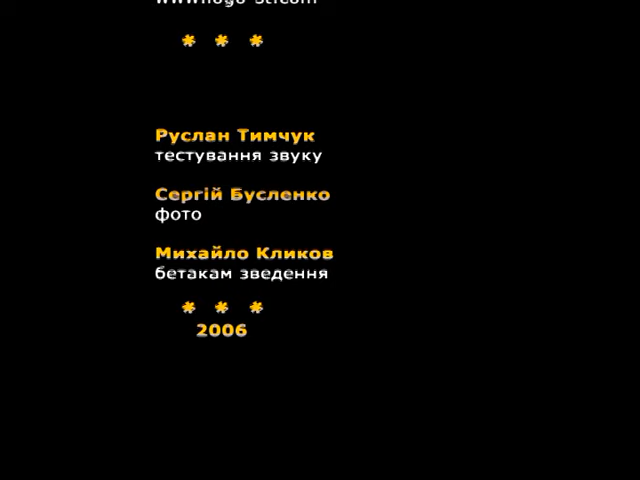 * * *
Руслан Тимчук
тестування звуку
Сергій Бусленко
фото
Михайло Кликов
бетакам зведення
* * *
2006